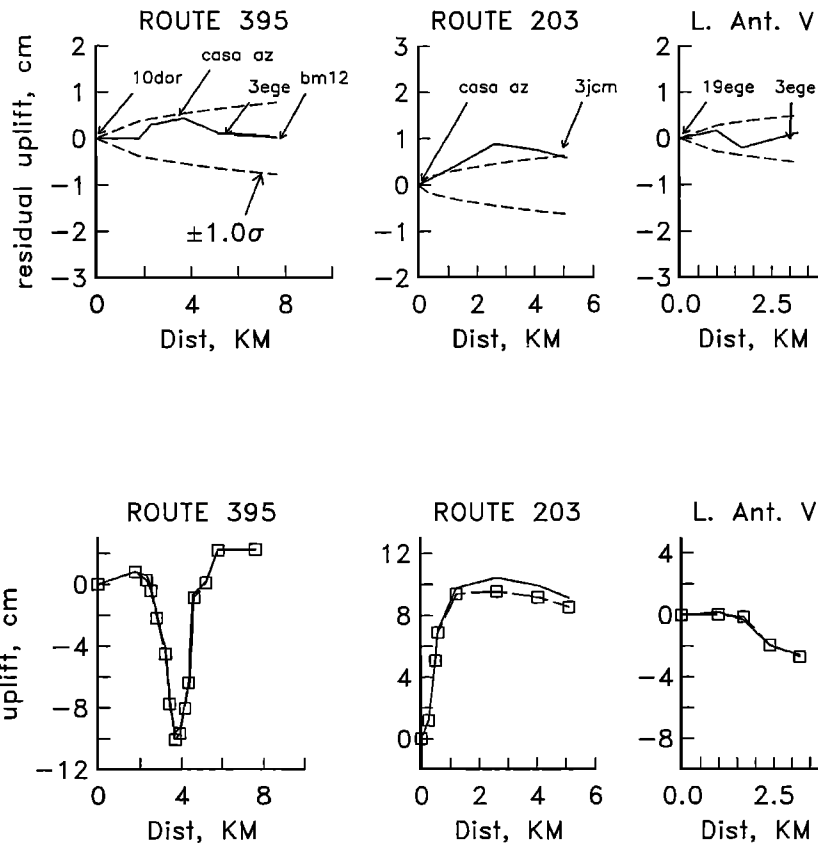 ROUTE 395
ROUTE 203
L. Ant. V
residual uplift, cm
2
1
0
−1
−2
−3
10dor
casa az
3ege
bm12
±1.0σ
0
4
8
Dist, KM
3
2
1
0
−1
−2
casa az
3jcm
0
2
4
6
Dist, KM
2
1
0
−1
−2
−3
19ege
3ege
0.0
2.5
Dist, KM
ROUTE 395
ROUTE 203
L. Ant. V
uplift, cm
0
−4
−8
−12
0
4
8
Dist, KM
12
8
4
0
0
2
4
6
Dist, KM
4
0
−4
−8
0.0
2.5
Dist, KM